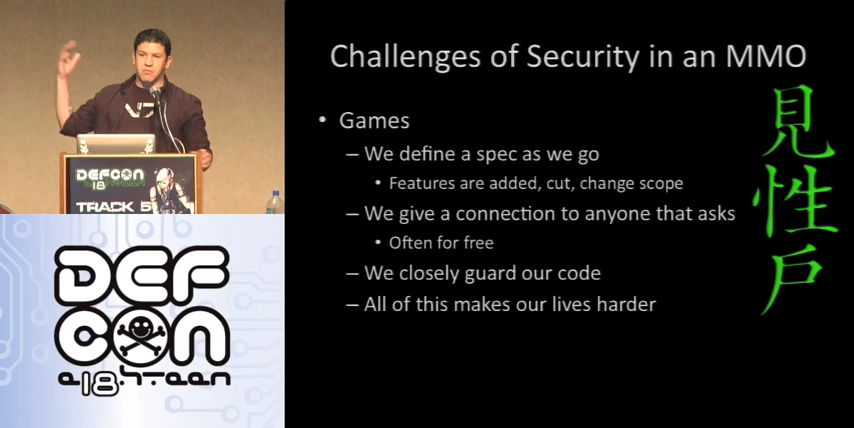 DEFCON
18
TRACK 5
DEF
CON
Challenges of Security in an MMO
• Games
– We define a spec as we go
• Features are added, cut, change scope
– We give a connection to anyone that asks
• Often for free
– We closely guard our code
– All of this makes our lives harder
見
性
戶